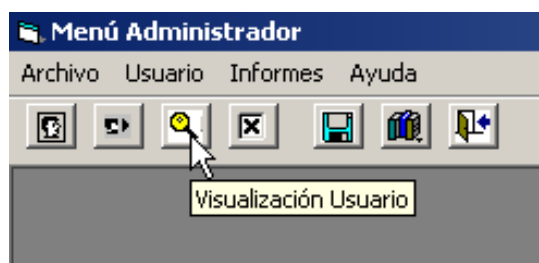 Menú Administrador
Archivo Usuario Informes Ayuda
Visualización Usuario